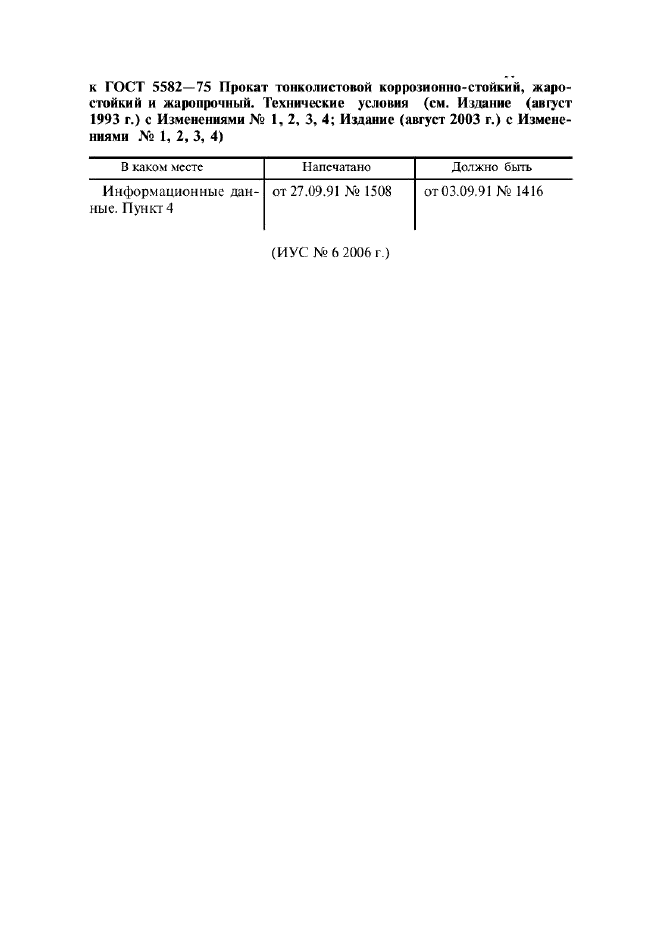 к ГОСТ 5582—75 Прокат тонколистовой коррозионно-стойкий, жаро-
стойкий и жаропрочный. Технические условия (см. Издание (август
1993 г.) с Изменениями № 1, 2, 3, 4; Издание (август 2003 г.) с Измене-
ниями № 1, 2, 3, 4)
В каком месте Напечатано Должно быть
Информационные дан- от 27.09.91 № 1508 от 03.09.91 № 1416
ные. Пункт 4
(ИУС № 6 2006 г.)